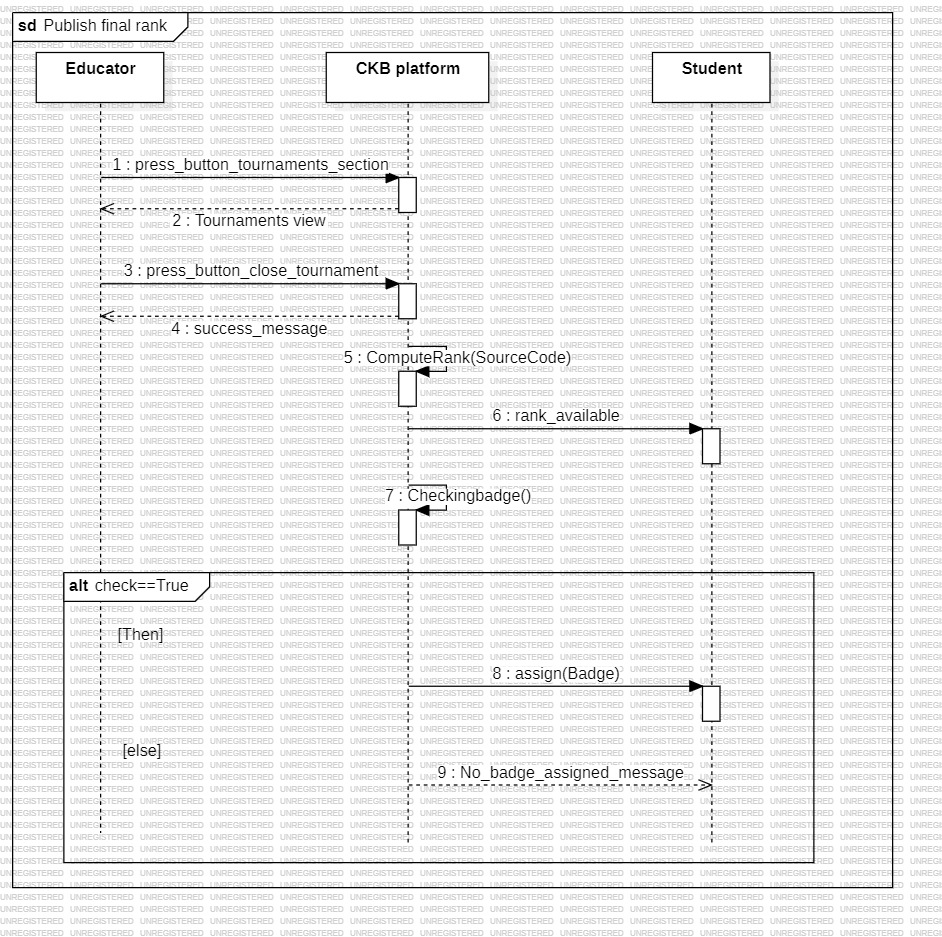 sd Publish final rank
Educator
CKB platform
Student
1 : press_button_tournaments_section
2 : Tournaments view
3 : press_button_close_tournament
4 : success_message
5 : ComputeRank(SourceCode)
6 : rank_available
7 : Checkingbadge()
alt check==True
[Then]
8 : assign(Badge)
[else]
9 : No_badge_assigned_message
UNREGISTERED